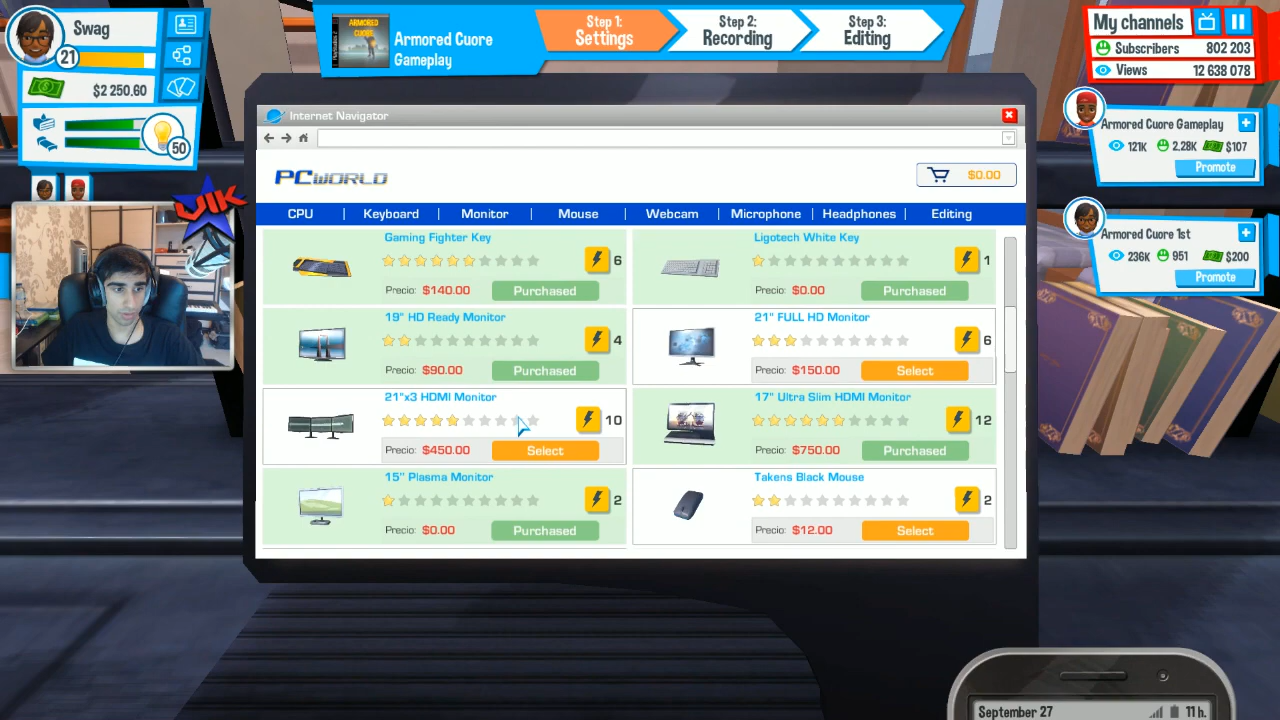 Swag
21
$2 250.60
50
VIK
ARMORED CUORE
Armored Cuore
Gameplay
Step 1:
Settings
Step 2:
Recording
Step 3:
Editing
My channels
Subscribers 802 203
Views 12 638 078
Armored Cuore Gameplay
121K 2,28K $107
Promote
Armored Cuore 1st
236K 951 $200
Promote
Internet Navigator
PCWORLD
$0.00
CPU | Keyboard | Monitor | Mouse | Webcam | Microphone | Headphones | Editing
Gaming Fighter Key
6
Precio: $140.00 Purchased
Ligotech White Key
1
Precio: $0.00 Purchased
19" HD Ready Monitor
4
Precio: $90.00 Purchased
21" FULL HD Monitor
6
Precio: $150.00 Select
21"x3 HDMI Monitor
10
Precio: $450.00 Select
17" Ultra Slim HDMI Monitor
12
Precio: $750.00 Purchased
15" Plasma Monitor
2
Precio: $0.00 Purchased
Takens Black Mouse
2
Precio: $12.00 Select
September 27 11 h.